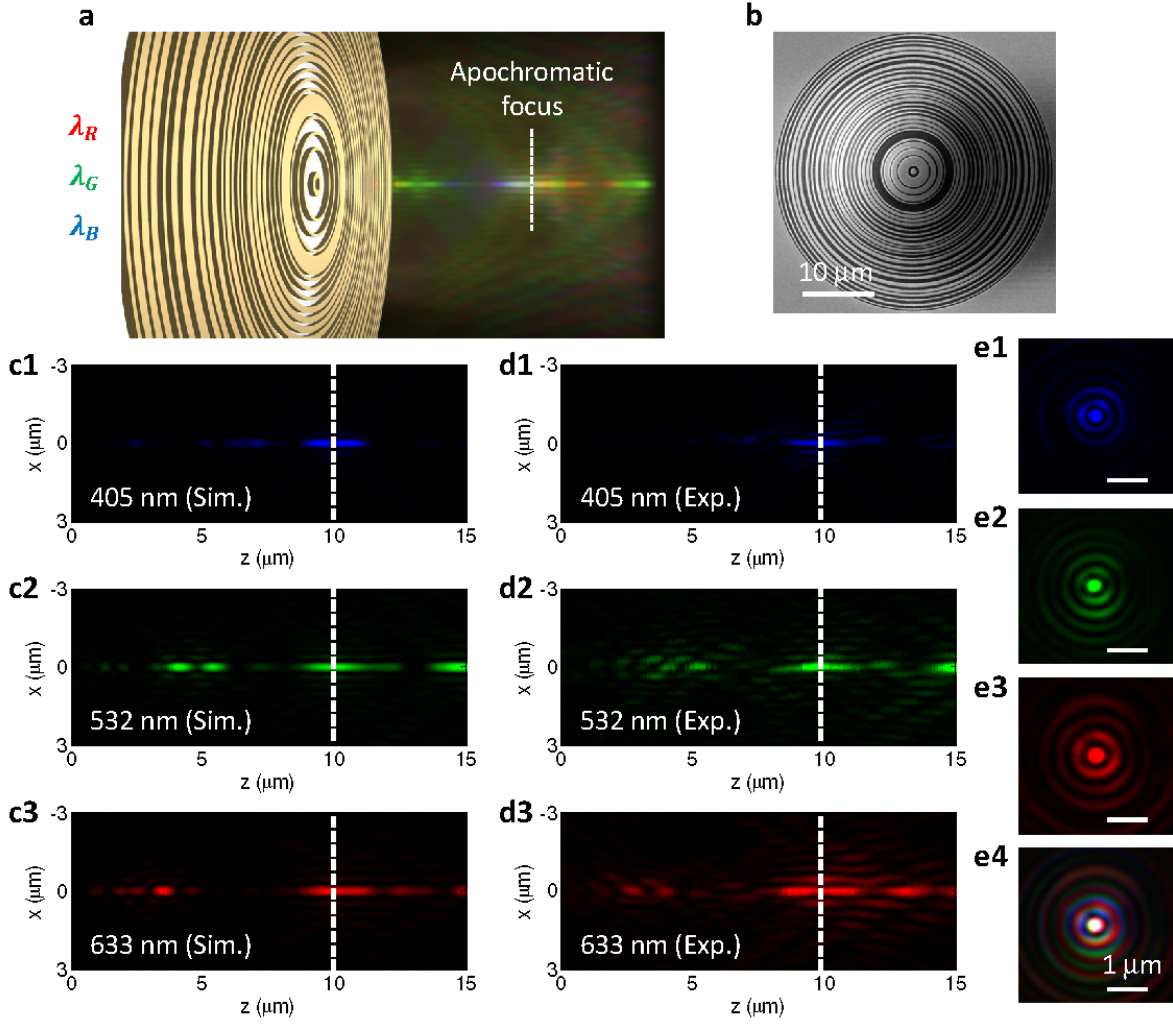 a
b
Apochromatic
focus
λR
λG
λB
10 μm
c1
-3
x (μm)
0
3
405 nm (Sim.)
0
5
10
15
z (μm)
d1
-3
x (μm)
0
3
405 nm (Exp.)
0
5
10
15
z (μm)
e1
c2
-3
x (μm)
0
3
532 nm (Sim.)
0
5
10
15
z (μm)
d2
-3
x (μm)
0
3
532 nm (Exp.)
0
5
10
15
z (μm)
e2
c3
-3
x (μm)
0
3
633 nm (Sim.)
0
5
10
15
z (μm)
d3
-3
x (μm)
0
3
633 nm (Exp.)
0
5
10
15
z (μm)
e3
e4
1 μm